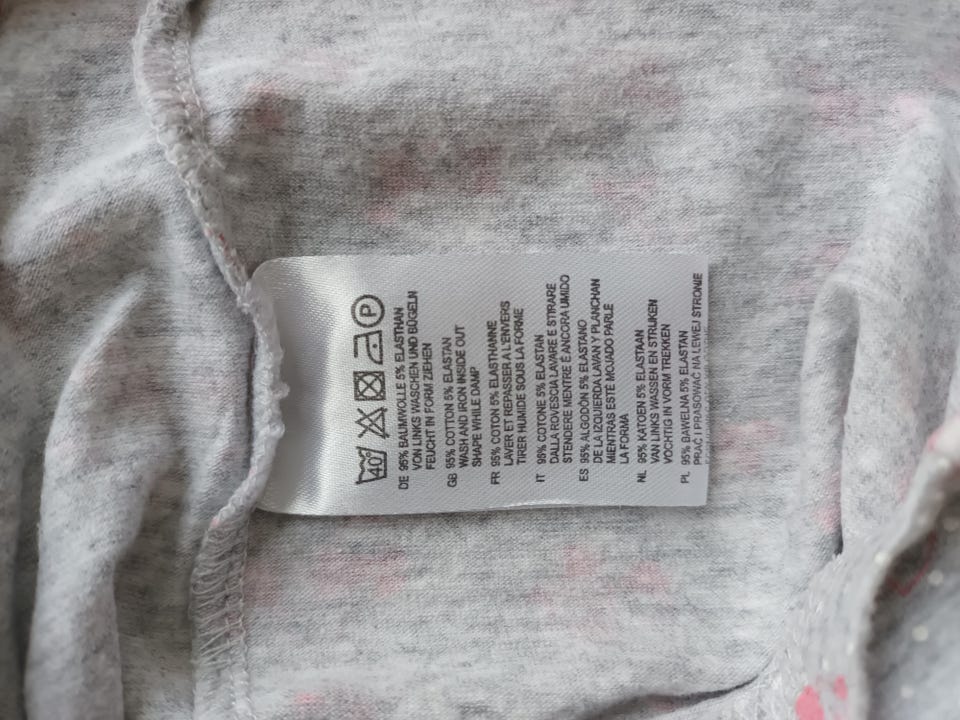 40°
P
DE 95% BAUMWOLLE 5% ELASTHAN
VON LINKS WASCHEN UND BÜGELN
FEUCHT IN FORM ZIEHEN
GB 95% COTTON 5% ELASTAN
WASH AND IRON INSIDE OUT
SHAPE WHILE DAMP
FR 95% COTON 5% ELASTHANNE
LAVER ET REPASSER A L'ENVERS
TIRER HUMIDE SOUS LA FORME
IT 95% COTONE 5% ELASTAN
DALLA ROVESCIA LAVARE E STIRARE
STENDERE MENTRE È ANCORA UMIDO
ES 95% ALGODÓN 5% ELASTANO
DE LA IZQUIERDA LAVAN Y PLANCHAN
MIENTRAS ESTÉ MOJADO PARLE
LA FORMA
NL 95% KATOEN 5% ELASTAAN
VAN LINKS WASSEN EN STRIJKEN
VOCHTIG IN VORM TREKKEN
PL 95% BAWEŁNA 5% ELASTAN
PRAĆ I PRASOWAĆ NA LEWEJ STRONIE